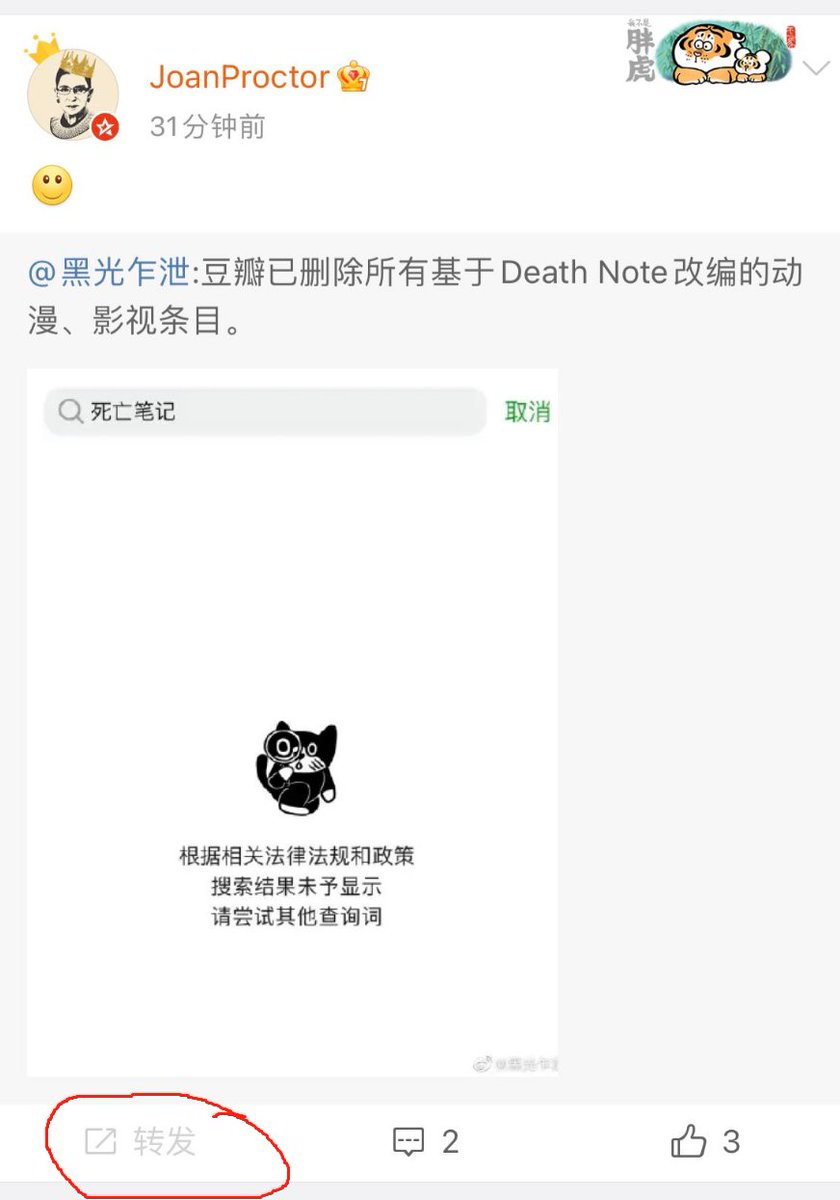 我不是
胖虎
JoanProctor
31分钟前
@黑光乍泄:豆瓣已删除所有基于Death Note改编的动
漫、影视条目。
死亡笔记
取消
根据相关法律法规和政策
搜索结果未予显示
请尝试其他查询词
@黑光乍
转发
2
3